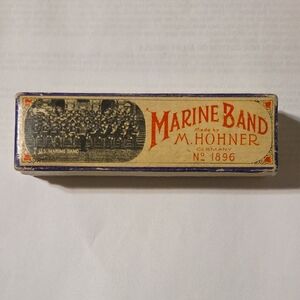 U.S. MARINE BAND
MARINE BAND
Made by
M. HOHNER
GERMANY
Nº 1896